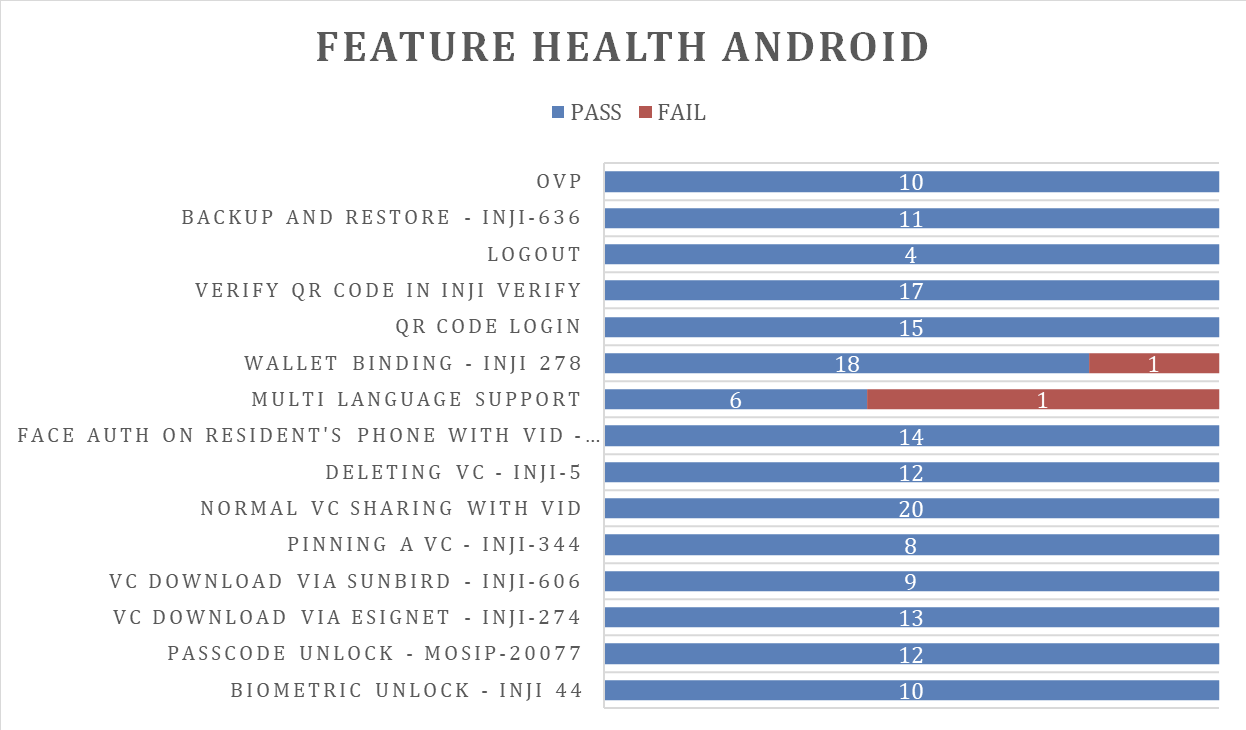 FEATURE HEALTH ANDROID
PASS FAIL
OVP 10
BACKUP AND RESTORE - INJI-636 11
LOGOUT 4
VERIFY QR CODE IN INJI VERIFY 17
QR CODE LOGIN 15
WALLET BINDING - INJI 278 18 1
MULTI LANGUAGE SUPPORT 6 1
FACE AUTH ON RESIDENT'S PHONE WITH VID -... 14
DELETING VC - INJI-5 12
NORMAL VC SHARING WITH VID 20
PINNING A VC - INJI-344 8
VC DOWNLOAD VIA SUNBIRD - INJI-606 9
VC DOWNLOAD VIA ESIGNET - INJI-274 13
PASSCODE UNLOCK - MOSIP-20077 12
BIOMETRIC UNLOCK - INJI 44 10